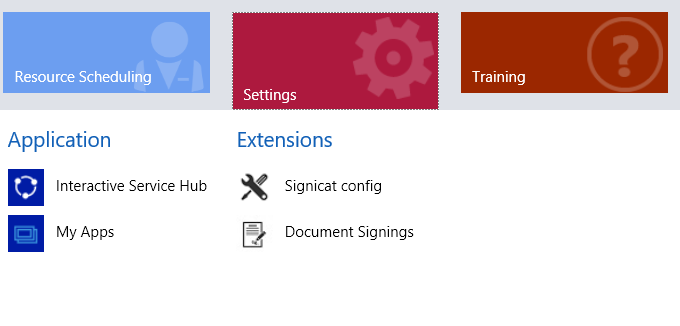 Resource Scheduling
Settings
Training
Application
Extensions
Interactive Service Hub
Signicat config
My Apps
Document Signings